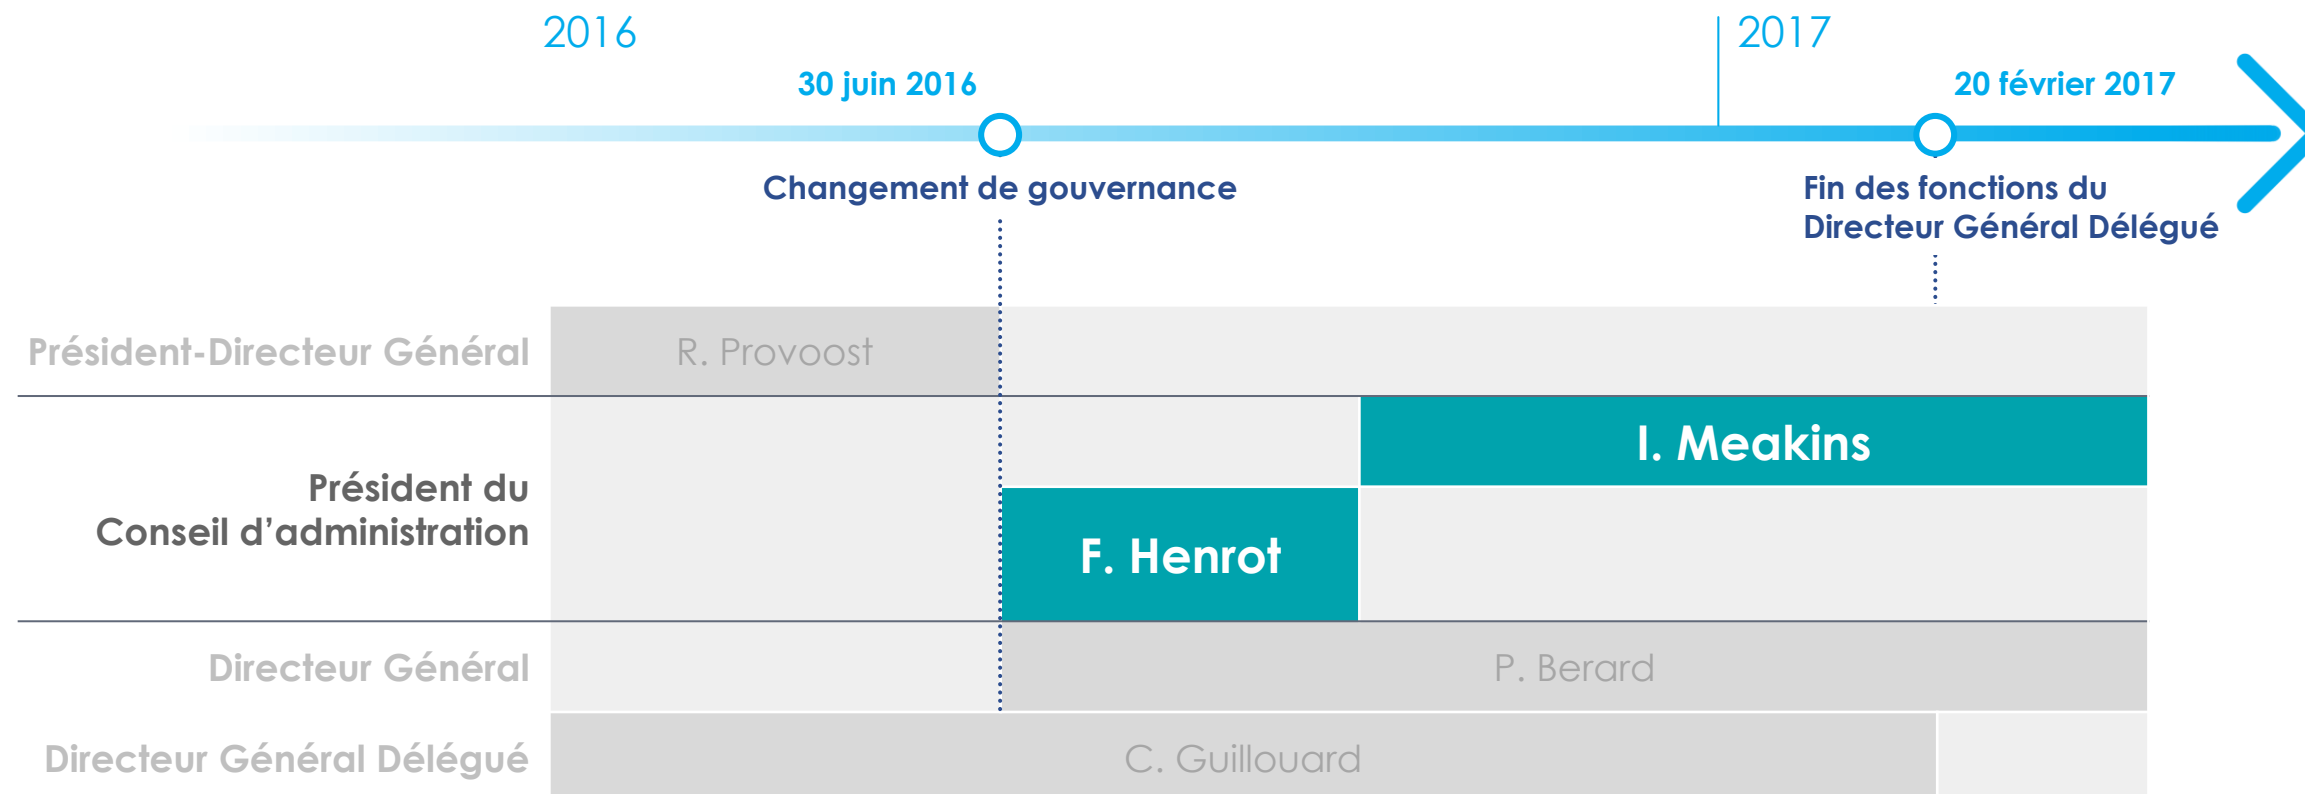 2016
2017
30 juin 2016
20 février 2017
Changement de gouvernance
Fin des fonctions du
Directeur Général Délégué
Président-Directeur Général
R. Provoost
I. Meakins
Président du
Conseil d’administration
F. Henrot
Directeur Général
P. Berard
Directeur Général Délégué
C. Guillouard